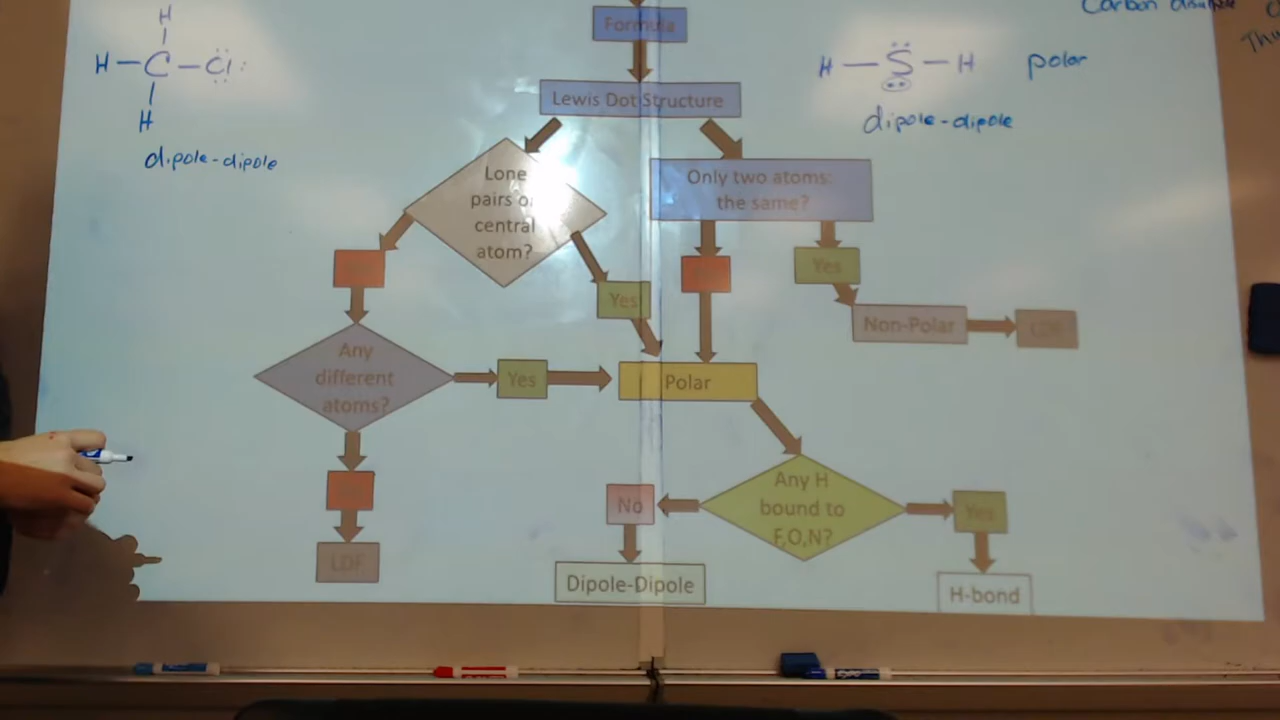 Formula
Lewis Dot Structure
Lone
pairs
central
atom?
Only two atoms:
the same?
Yes
Yes
Non-Polar
LDF
Any
different
atoms?
Yes
Polar
LDF
Any H
bound to
F,O,N?
No
Yes
Dipole-Dipole
H-bond
H
H-C-Cl:
H
dipole-dipole
H-S-H
polar
dipole-dipole
Carbon
EXPO